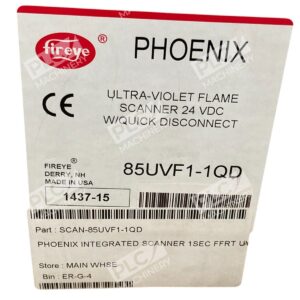 fireye
PHOENIX
CE
ULTRA-VIOLET FLAME
SCANNER 24 VDC
W/QUICK DISCONNECT
FIREYE
DERRY, NH
MADE IN USA
85UVF1-1QD
1437-15
Part : SCAN-85UVF1-1QD
PHOENIX INTEGRATED SCANNER 1SEC FFRT UV
Store : MAIN WHSE
Bin : ER-G-4